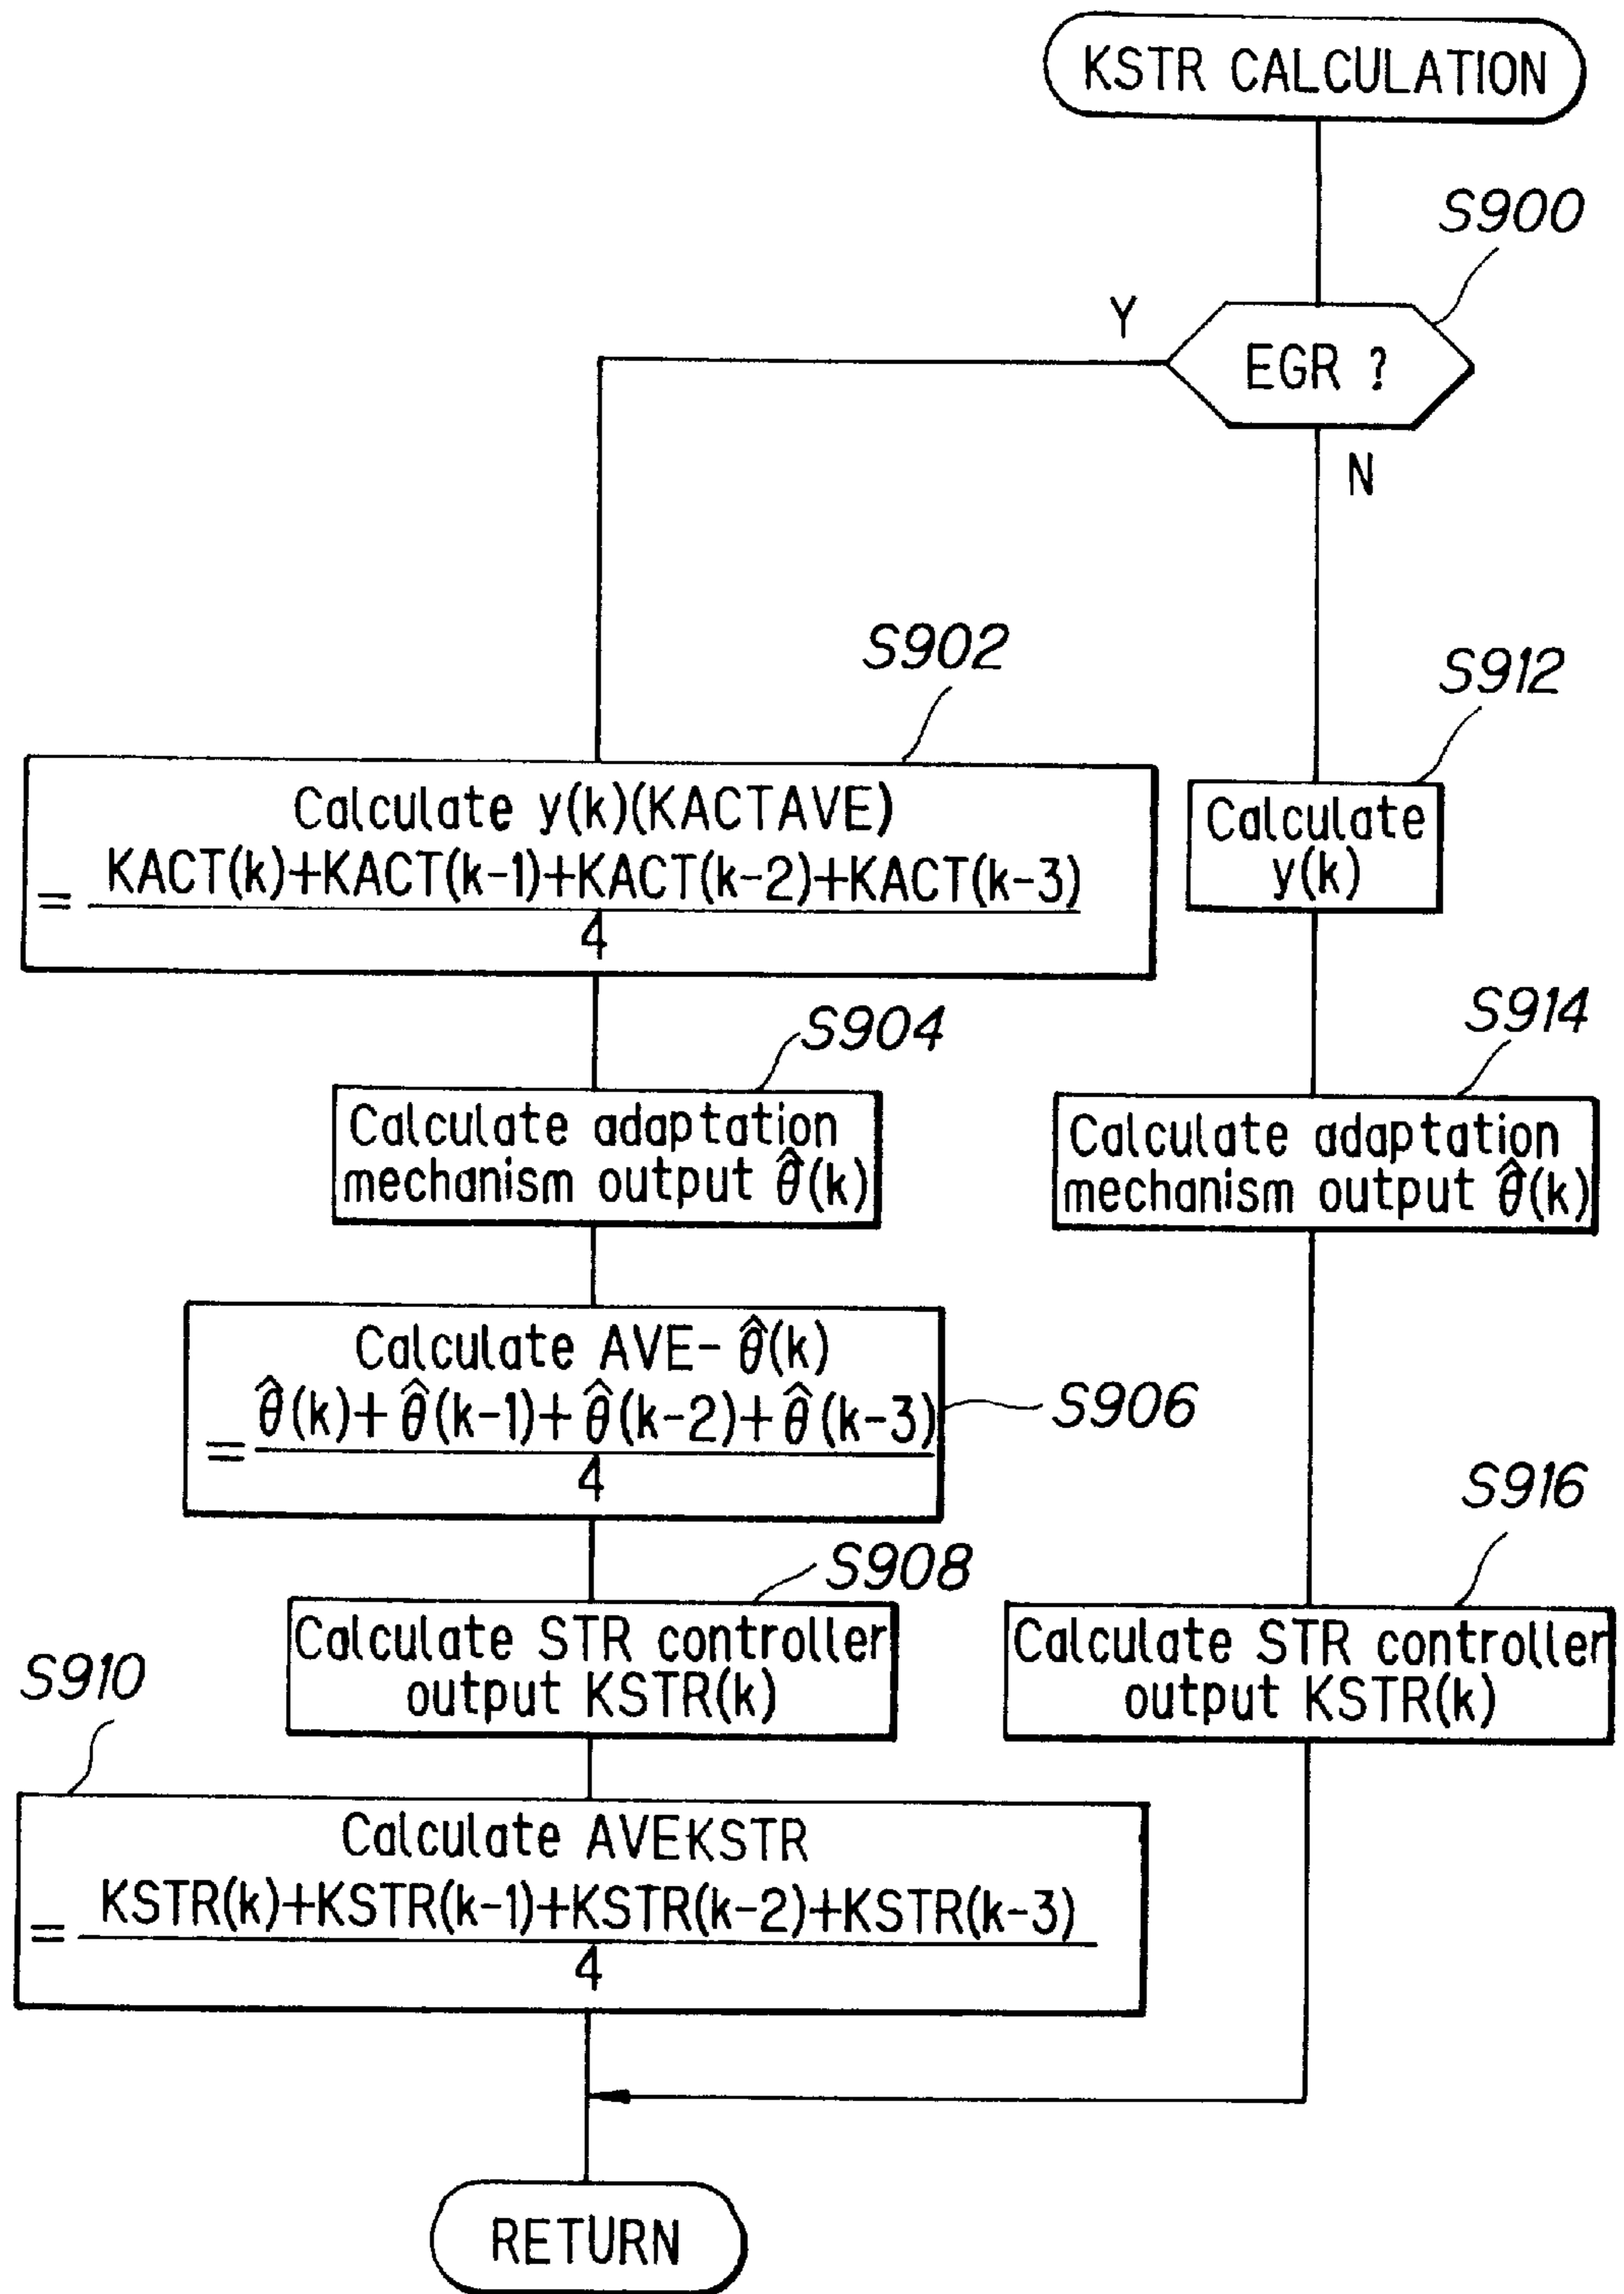 KSTR CALCULATION
S900
EGR ?
Y
N
S902
Calculate y(k)(KACTAVE)
= KACT(k)+KACT(k-1)+KACT(k-2)+KACT(k-3)
4
S904
Calculate adaptation
mechanism output θ̂(k)
Calculate AVE- θ̂(k)
= θ̂(k)+ θ̂(k-1)+ θ̂(k-2)+ θ̂(k-3)
4
S906
S908
Calculate STR controller
output KSTR(k)
S910
Calculate AVEKSTR
= KSTR(k)+KSTR(k-1)+KSTR(k-2)+KSTR(k-3)
4
S912
Calculate
y(k)
S914
Calculate adaptation
mechanism output θ̂(k)
S916
Calculate STR controller
output KSTR(k)
RETURN